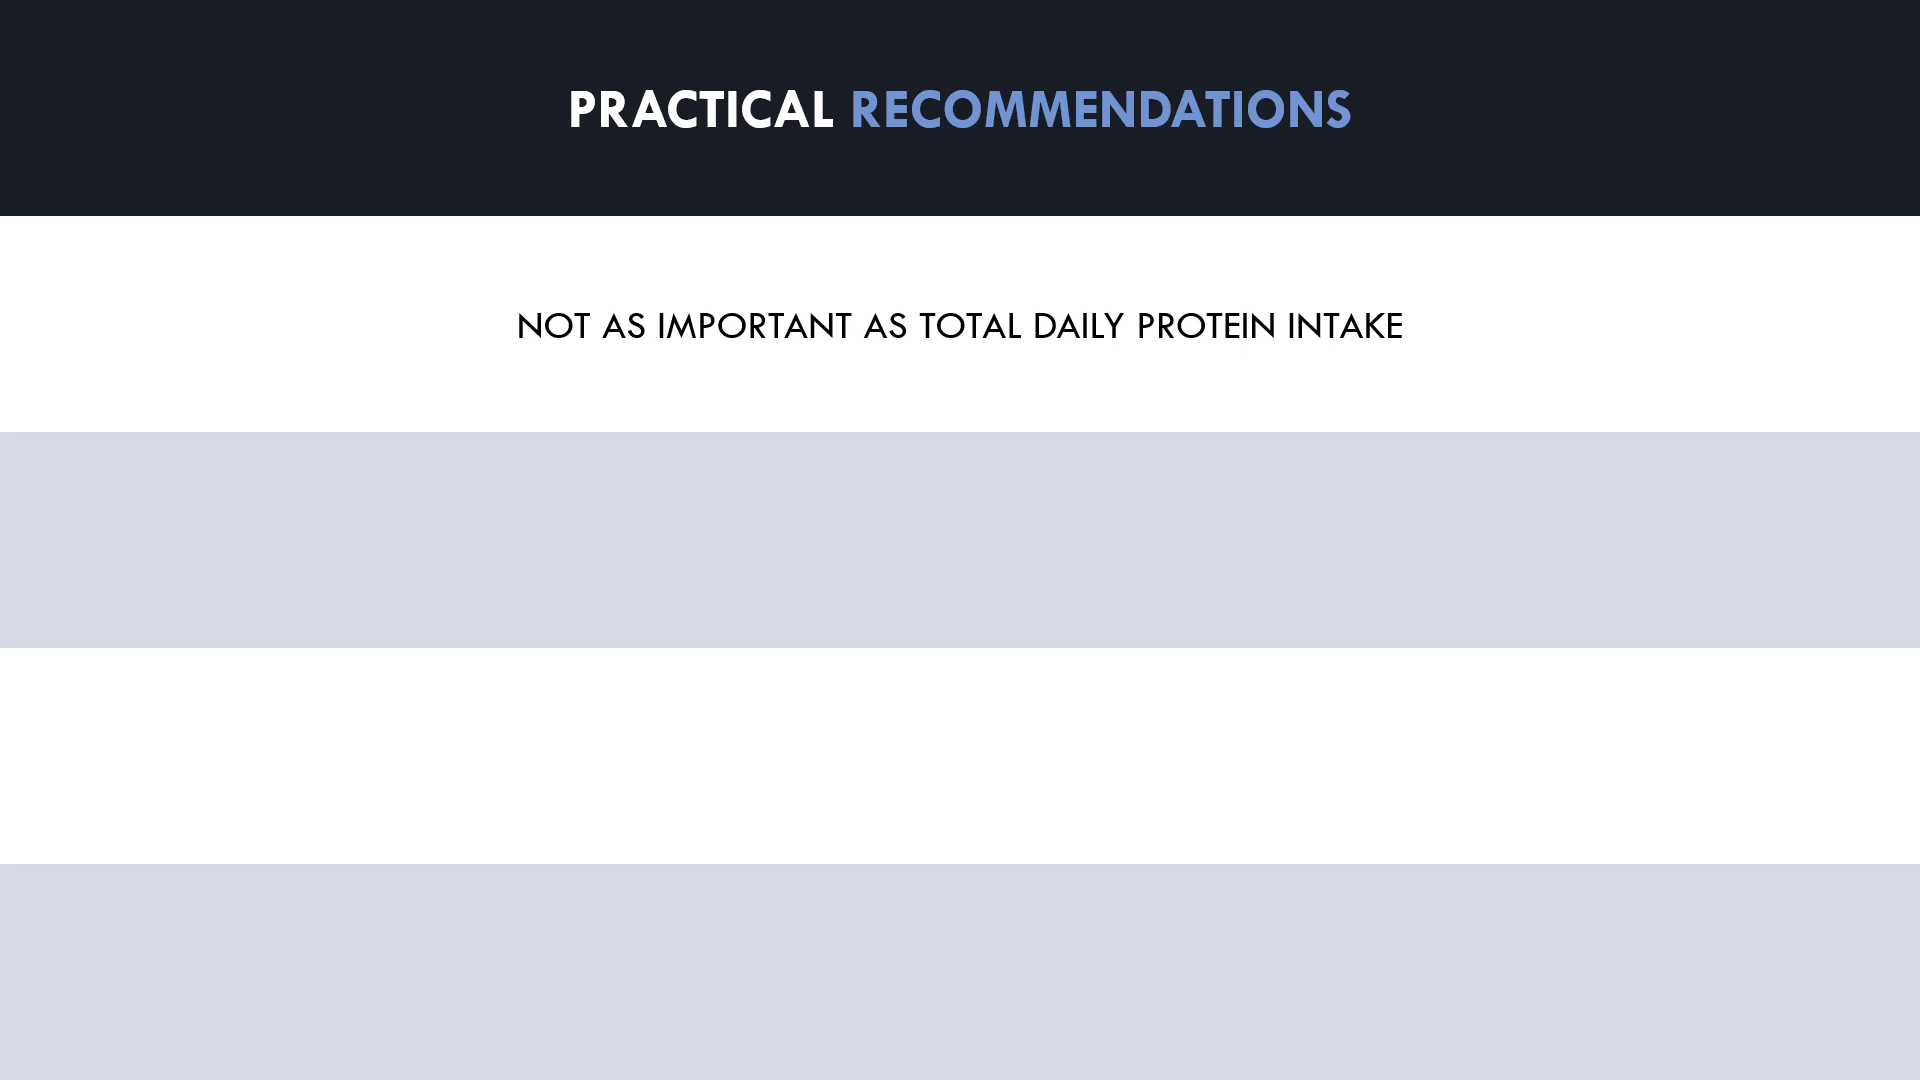 PRACTICAL RECOMMENDATIONS
NOT AS IMPORTANT AS TOTAL DAILY PROTEIN INTAKE